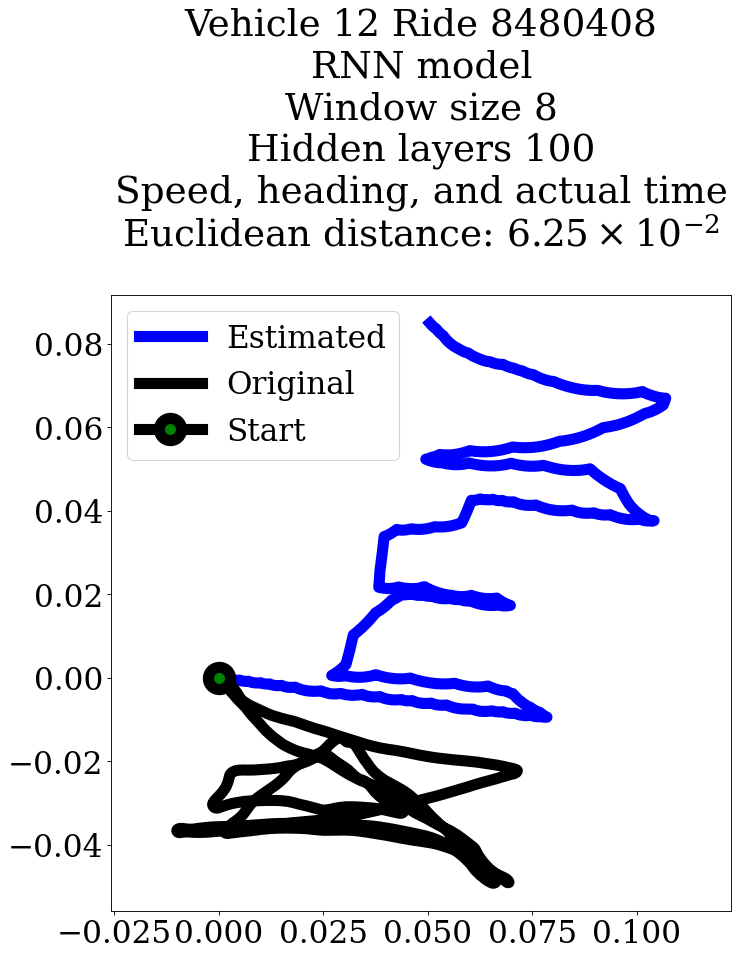 Vehicle 12 Ride 8480408
RNN model
Window size 8
Hidden layers 100
Speed, heading, and actual time
Euclidean distance: 6.25 × 10⁻²
Estimated
Original
Start
0.08
0.06
0.04
0.02
0.00
−0.02
−0.04
−0.025 0.000 0.025 0.050 0.075 0.100